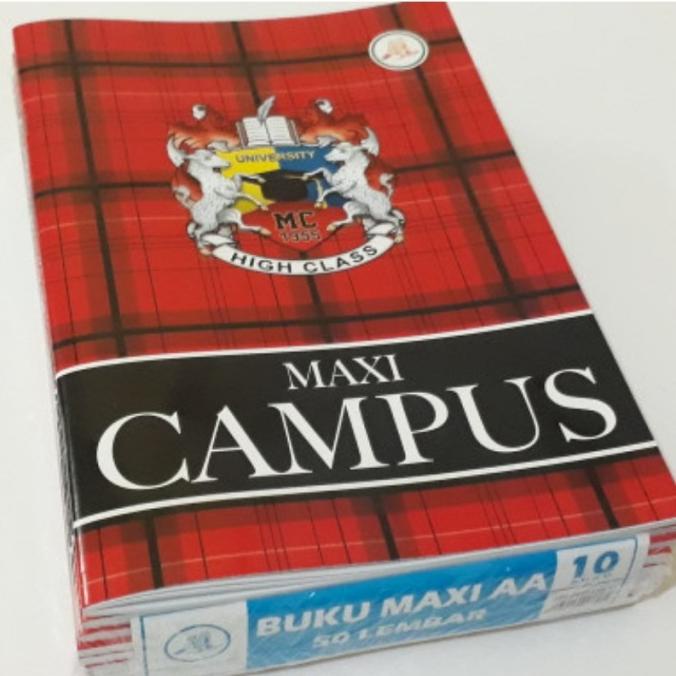 UNIVERSITY
MC
1355
HIGH CLASS
MAXI
CAMPUS
BUKU MAXI AA
50 LEMBAR
10